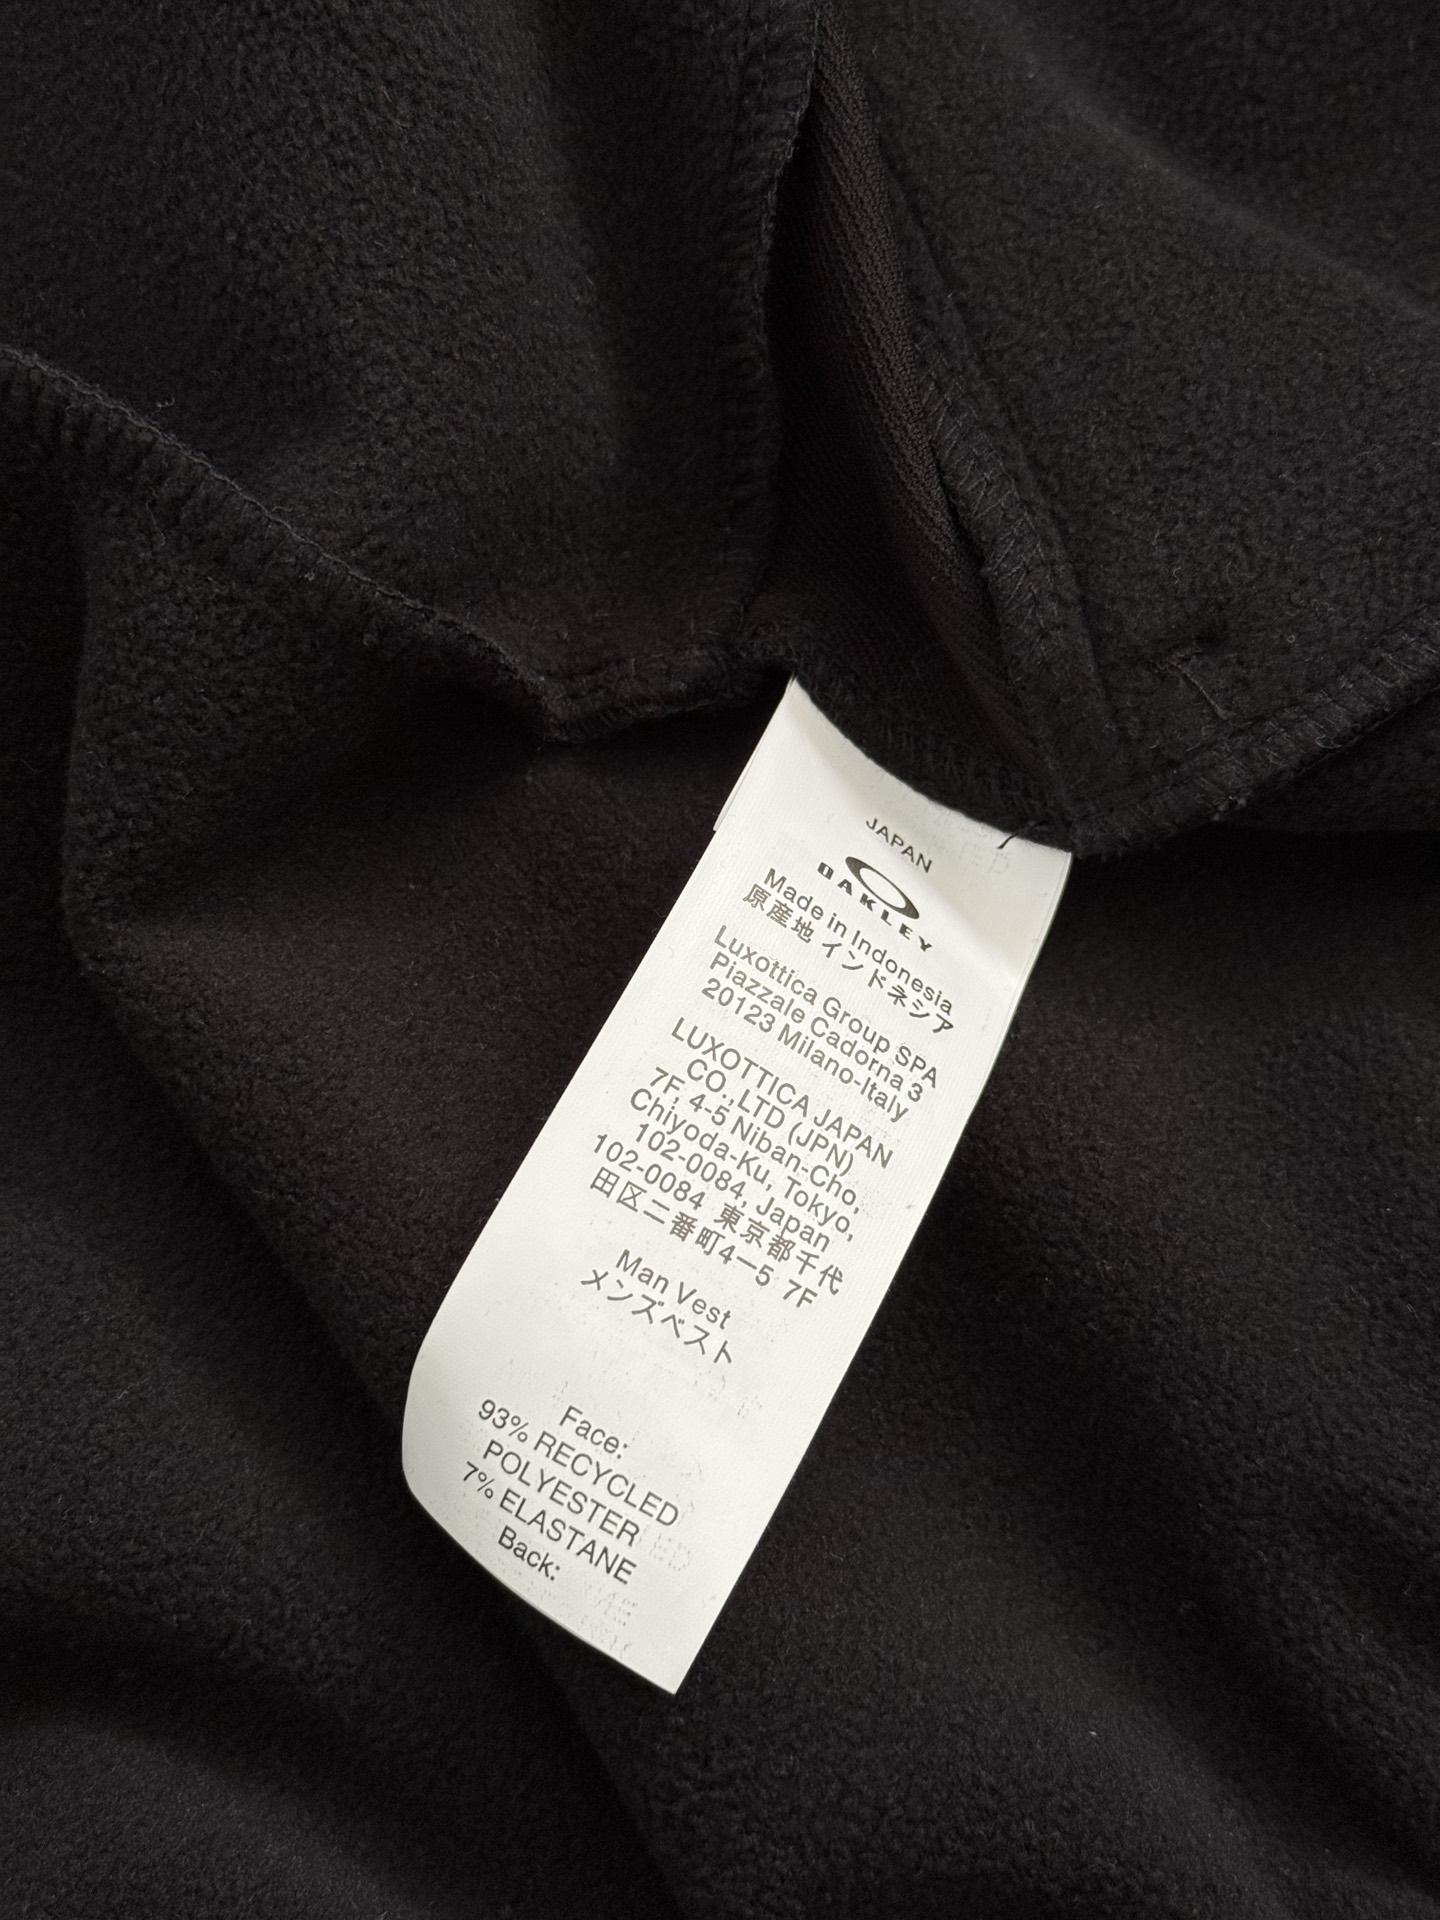 JAPAN
OAKLEY
Made in Indonesia
原産地 インドネシア
Luxottica Group SPA
Piazzale Cadorna 3
20123 Milano-Italy
LUXOTTICA JAPAN
CO.,LTD (JPN)
7F, 4-5 Niban-Cho,
Chiyoda-Ku, Tokyo,
102-0084, Japan
102-0084 東京都千代
田区二番町4ー5 7F
Man Vest
メンズベスト
Face:
93% RECYCLED
POLYESTER
7% ELASTANE
Back: